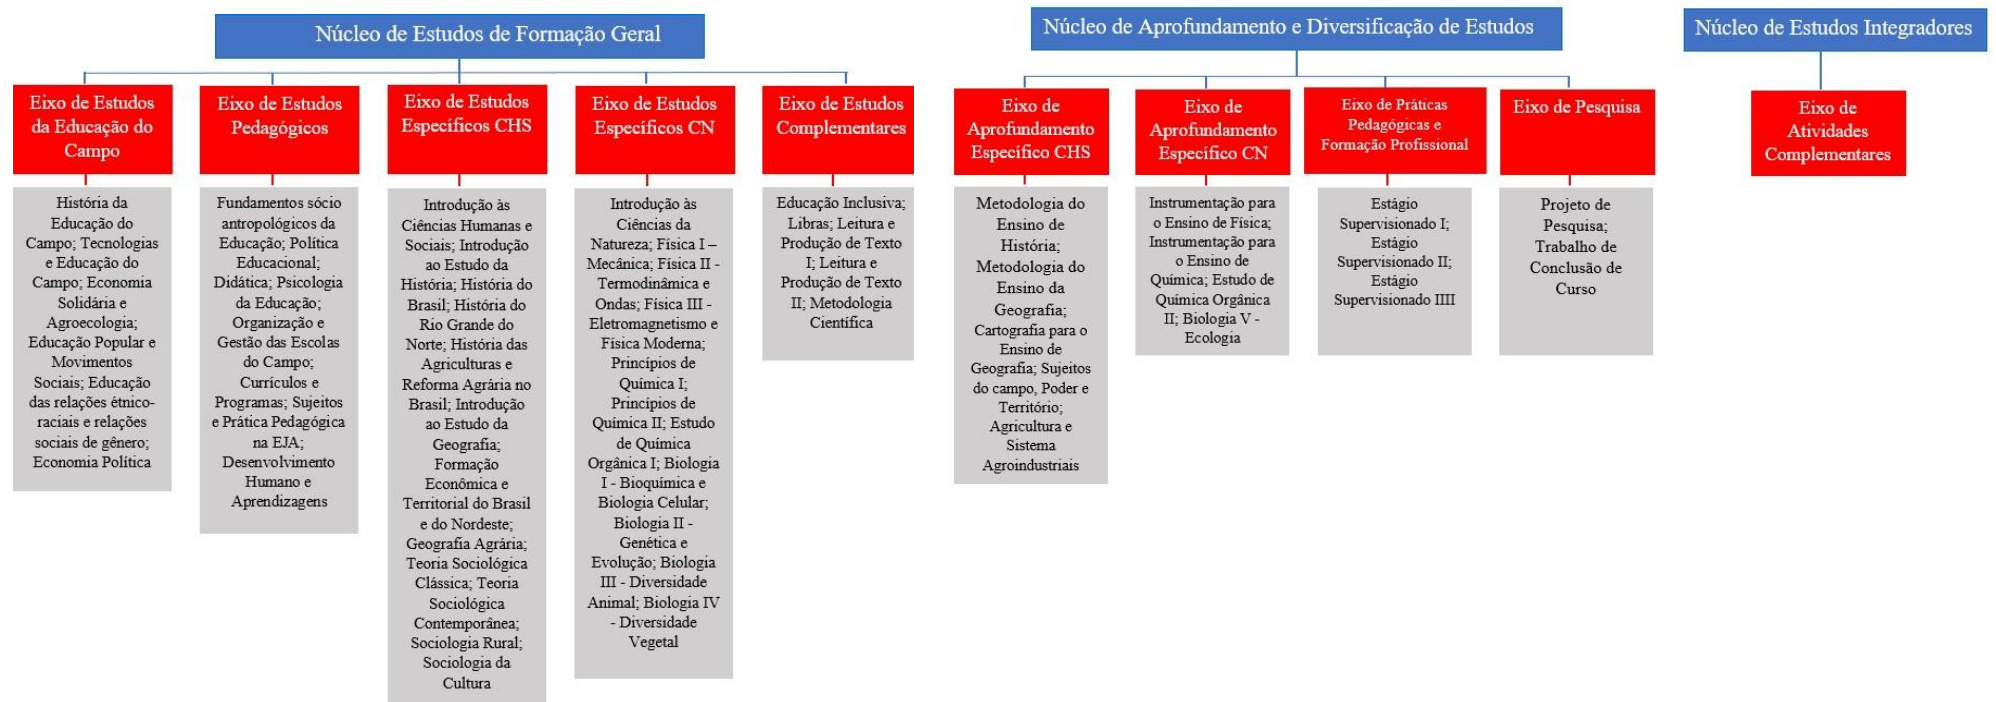 Núcleo de Estudos de Formação Geral
Eixo de Estudos
da Educação do
Campo
História da
Educação do
Campo; Tecnologias
e Educação do
Campo; Economia
Solidária e
Agroecologia;
Educação Popular e
Movimentos
Sociais; Educação
das relações étnico-
raciais e relações
sociais de gênero;
Economia Política
Eixo de Estudos
Pedagógicos
Fundamentos sócio
antropológicos da
Educação; Política
Educacional;
Didática; Psicologia
da Educação;
Organização e
Gestão das Escolas
do Campo;
Currículos e
Programas; Sujeitos
e Prática Pedagógica
na EJA;
Desenvolvimento
Humano e
Aprendizagens
Eixo de Estudos
Específicos CHS
Introdução às
Ciências Humanas e
Sociais; Introdução
ao Estudo da
História; História do
Brasil; História do
Rio Grande do
Norte; História das
Agriculturas e
Reforma Agrária no
Brasil; Introdução
ao Estudo da
Geografia;
Formação
Econômica e
Territorial do Brasil
e do Nordeste;
Geografia Agrária;
Teoria Sociológica
Clássica; Teoria
Sociológica
Contemporânea;
Sociologia Rural;
Sociologia da
Cultura
Eixo de Estudos
Específicos CN
Introdução às
Ciências da
Natureza; Física I –
Mecânica; Física II -
Termodinâmica e
Ondas; Física III -
Eletromagnetismo e
Física Moderna;
Princípios de
Química I;
Princípios de
Química II; Estudo
de Química
Orgânica I; Biologia
I - Bioquímica e
Biologia Celular;
Biologia II -
Genética e
Evolução; Biologia
III - Diversidade
Animal; Biologia IV
- Diversidade
Vegetal
Eixo de Estudos
Complementares
Educação Inclusiva;
Libras; Leitura e
Produção de Texto
I; Leitura e
Produção de Texto
II; Metodologia
Científica
Núcleo de Aprofundamento e Diversificação de Estudos
Eixo de
Aprofundamento
Específico CHS
Metodologia do
Ensino de
História;
Metodologia do
Ensino da
Geografia;
Cartografia para o
Ensino de
Geografia; Sujeitos
do campo, Poder e
Território;
Agricultura e
Sistema
Agroindustriais
Eixo de
Aprofundamento
Específico CN
Instrumentação para
o Ensino de Física;
Instrumentação para
o Ensino de
Química; Estudo de
Química Orgânica
II; Biologia V -
Ecologia
Eixo de Práticas
Pedagógicas e
Formação Profissional
Estágio
Supervisionado I;
Estágio
Supervisionado II;
Estágio
Supervisionado IIII
Eixo de Pesquisa
Projeto de
Pesquisa;
Trabalho de
Conclusão de
Curso
Núcleo de Estudos Integradores
Eixo de
Atividades
Complementares